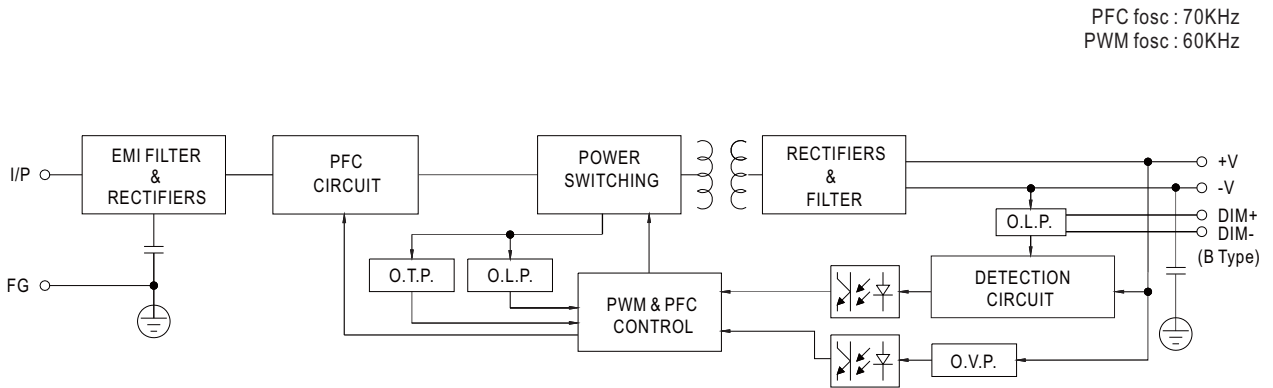 PFC fosc : 70KHz
PWM fosc : 60KHz
I/P
EMI FILTER
&
RECTIFIERS
PFC
CIRCUIT
POWER
SWITCHING
RECTIFIERS
&
FILTER
+V
-V
DIM+
DIM-
(B Type)
O.L.P.
FG
O.T.P.
O.L.P.
PWM & PFC
CONTROL
DETECTION
CIRCUIT
O.V.P.